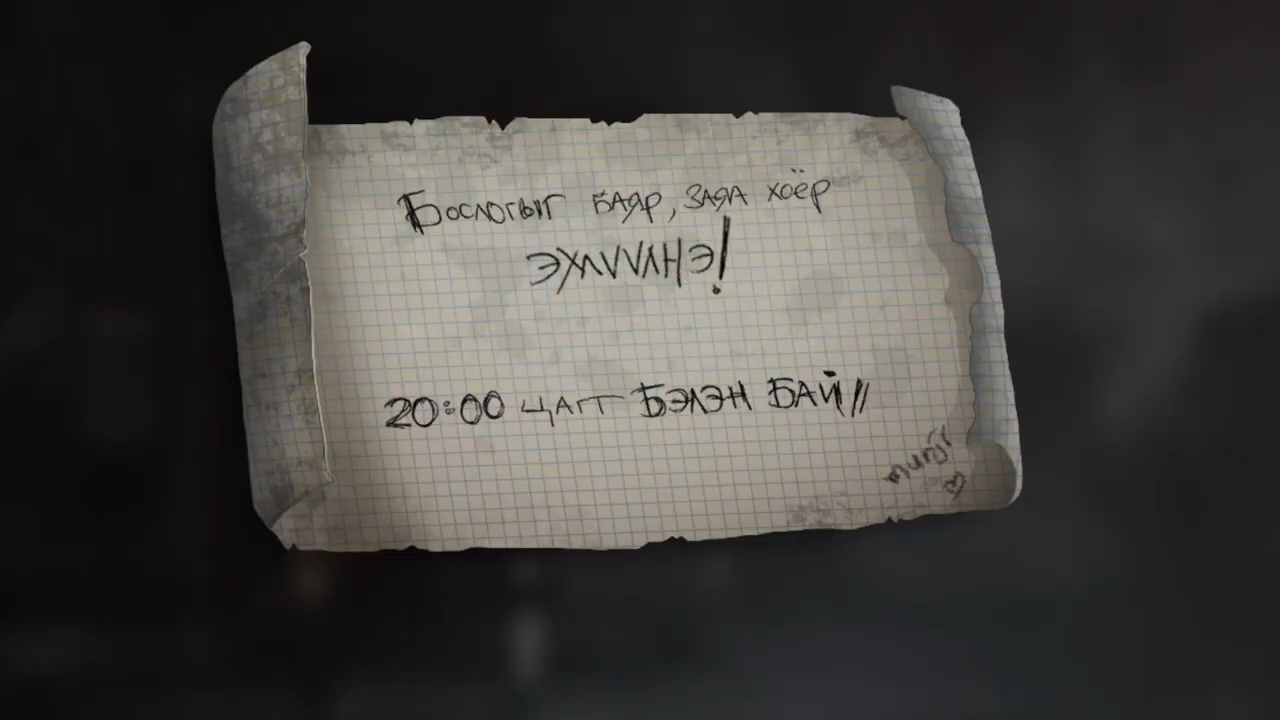 Бослогыг баяр, заяа хоёр
ЭХЛҮҮЛНЭ!
20:00 ЦАГТ БЭЛЭН БАЙ!!